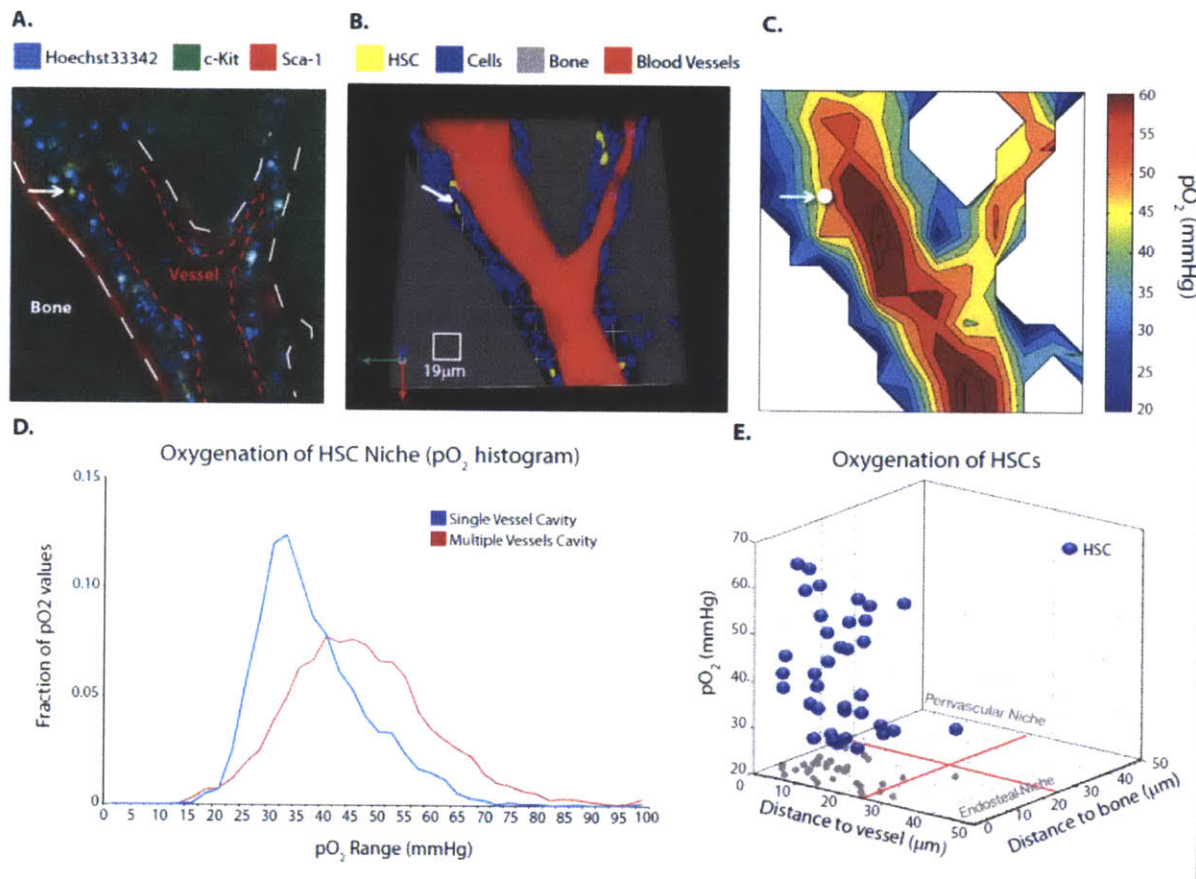 A.
Hoechst33342 c-Kit Sca-1
Vessel
Bone
B.
HSC Cells Bone Blood Vessels
19μm
C.
60
55
50
45
40
35
30
25
20
pO2 (mmHg)
D.
Oxygenation of HSC Niche (pO2 histogram)
Single Vessel Cavity
Multiple Vessels Cavity
0.15
0.10
0.05
0
Fraction of pO2 values
0 5 10 15 20 25 30 35 40 45 50 55 60 65 70 75 80 85 90 95 100
pO2 Range (mmHg)
E.
Oxygenation of HSCs
HSC
70
60
50
40
30
20
pO2 (mmHg)
Perivascular Niche
Endosteal Niche
0 10 20 30 40 50
Distance to vessel (μm)
0 10 20 30 40 50
Distance to bone (μm)